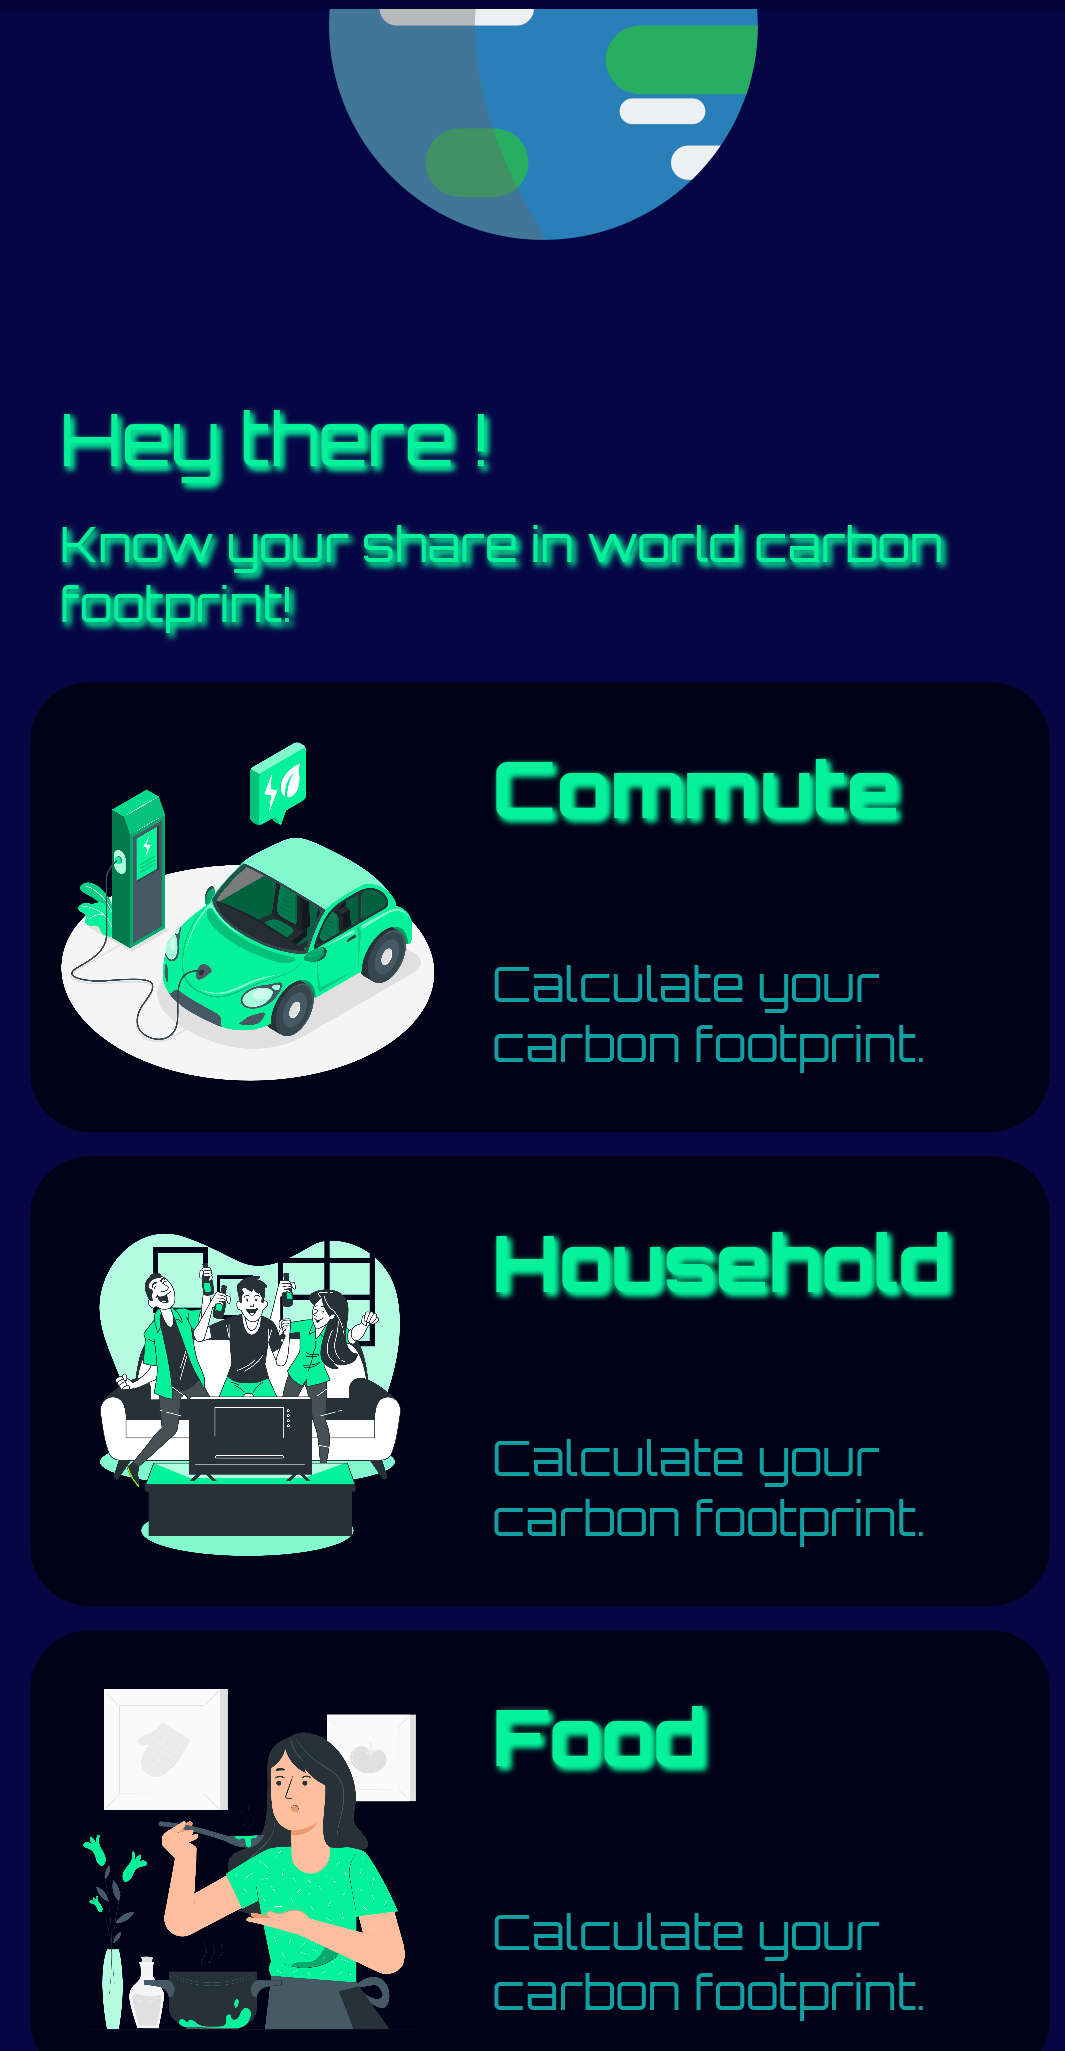 Hey there !
Know your share in world carbon
footprint!
Commute
Calculate your
carbon footprint.
Household
Calculate your
carbon footprint.
Food
Calculate your
carbon footprint.